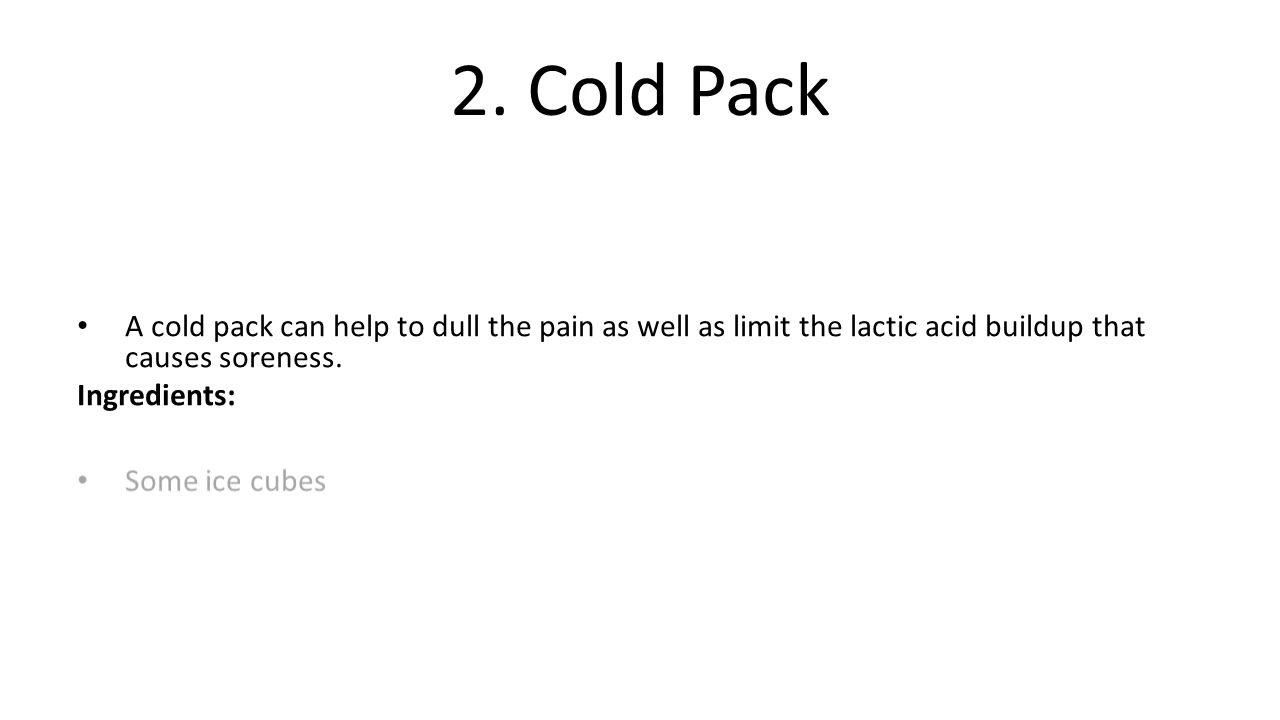 2. Cold Pack
• A cold pack can help to dull the pain as well as limit the lactic acid buildup that
causes soreness.
Ingredients:
• Some ice cubes